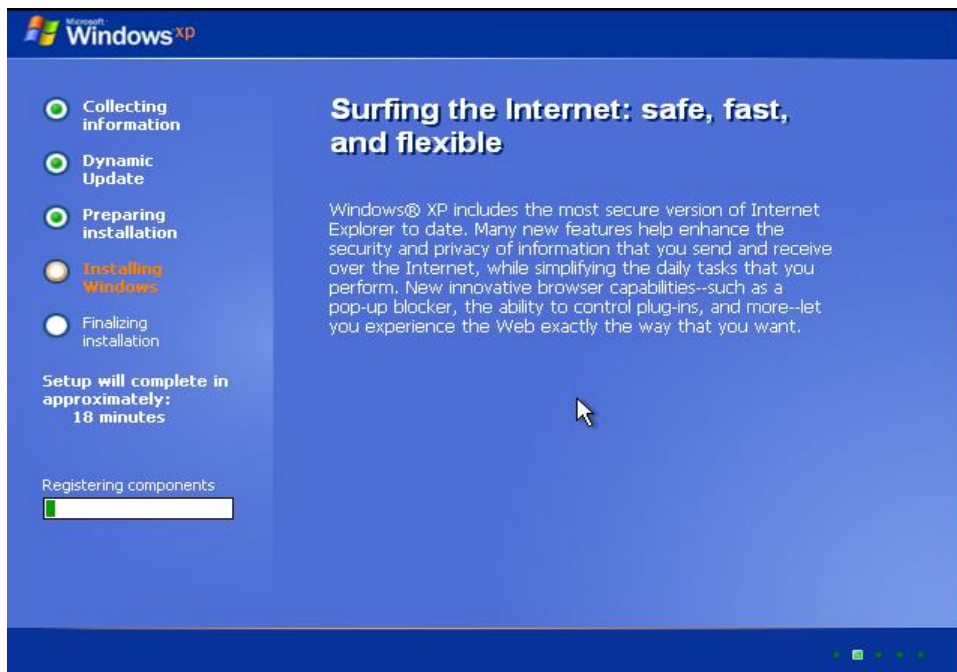 Microsoft
Windows xp
Collecting
information
Dynamic
Update
Preparing
installation
Installing
Windows
Finalizing
installation
Setup will complete in
approximately:
18 minutes
Registering components
Surfing the Internet: safe, fast,
and flexible
Windows® XP includes the most secure version of Internet
Explorer to date. Many new features help enhance the
security and privacy of information that you send and receive
over the Internet, while simplifying the daily tasks that you
perform. New innovative browser capabilities--such as a
pop-up blocker, the ability to control plug-ins, and more--let
you experience the Web exactly the way that you want.